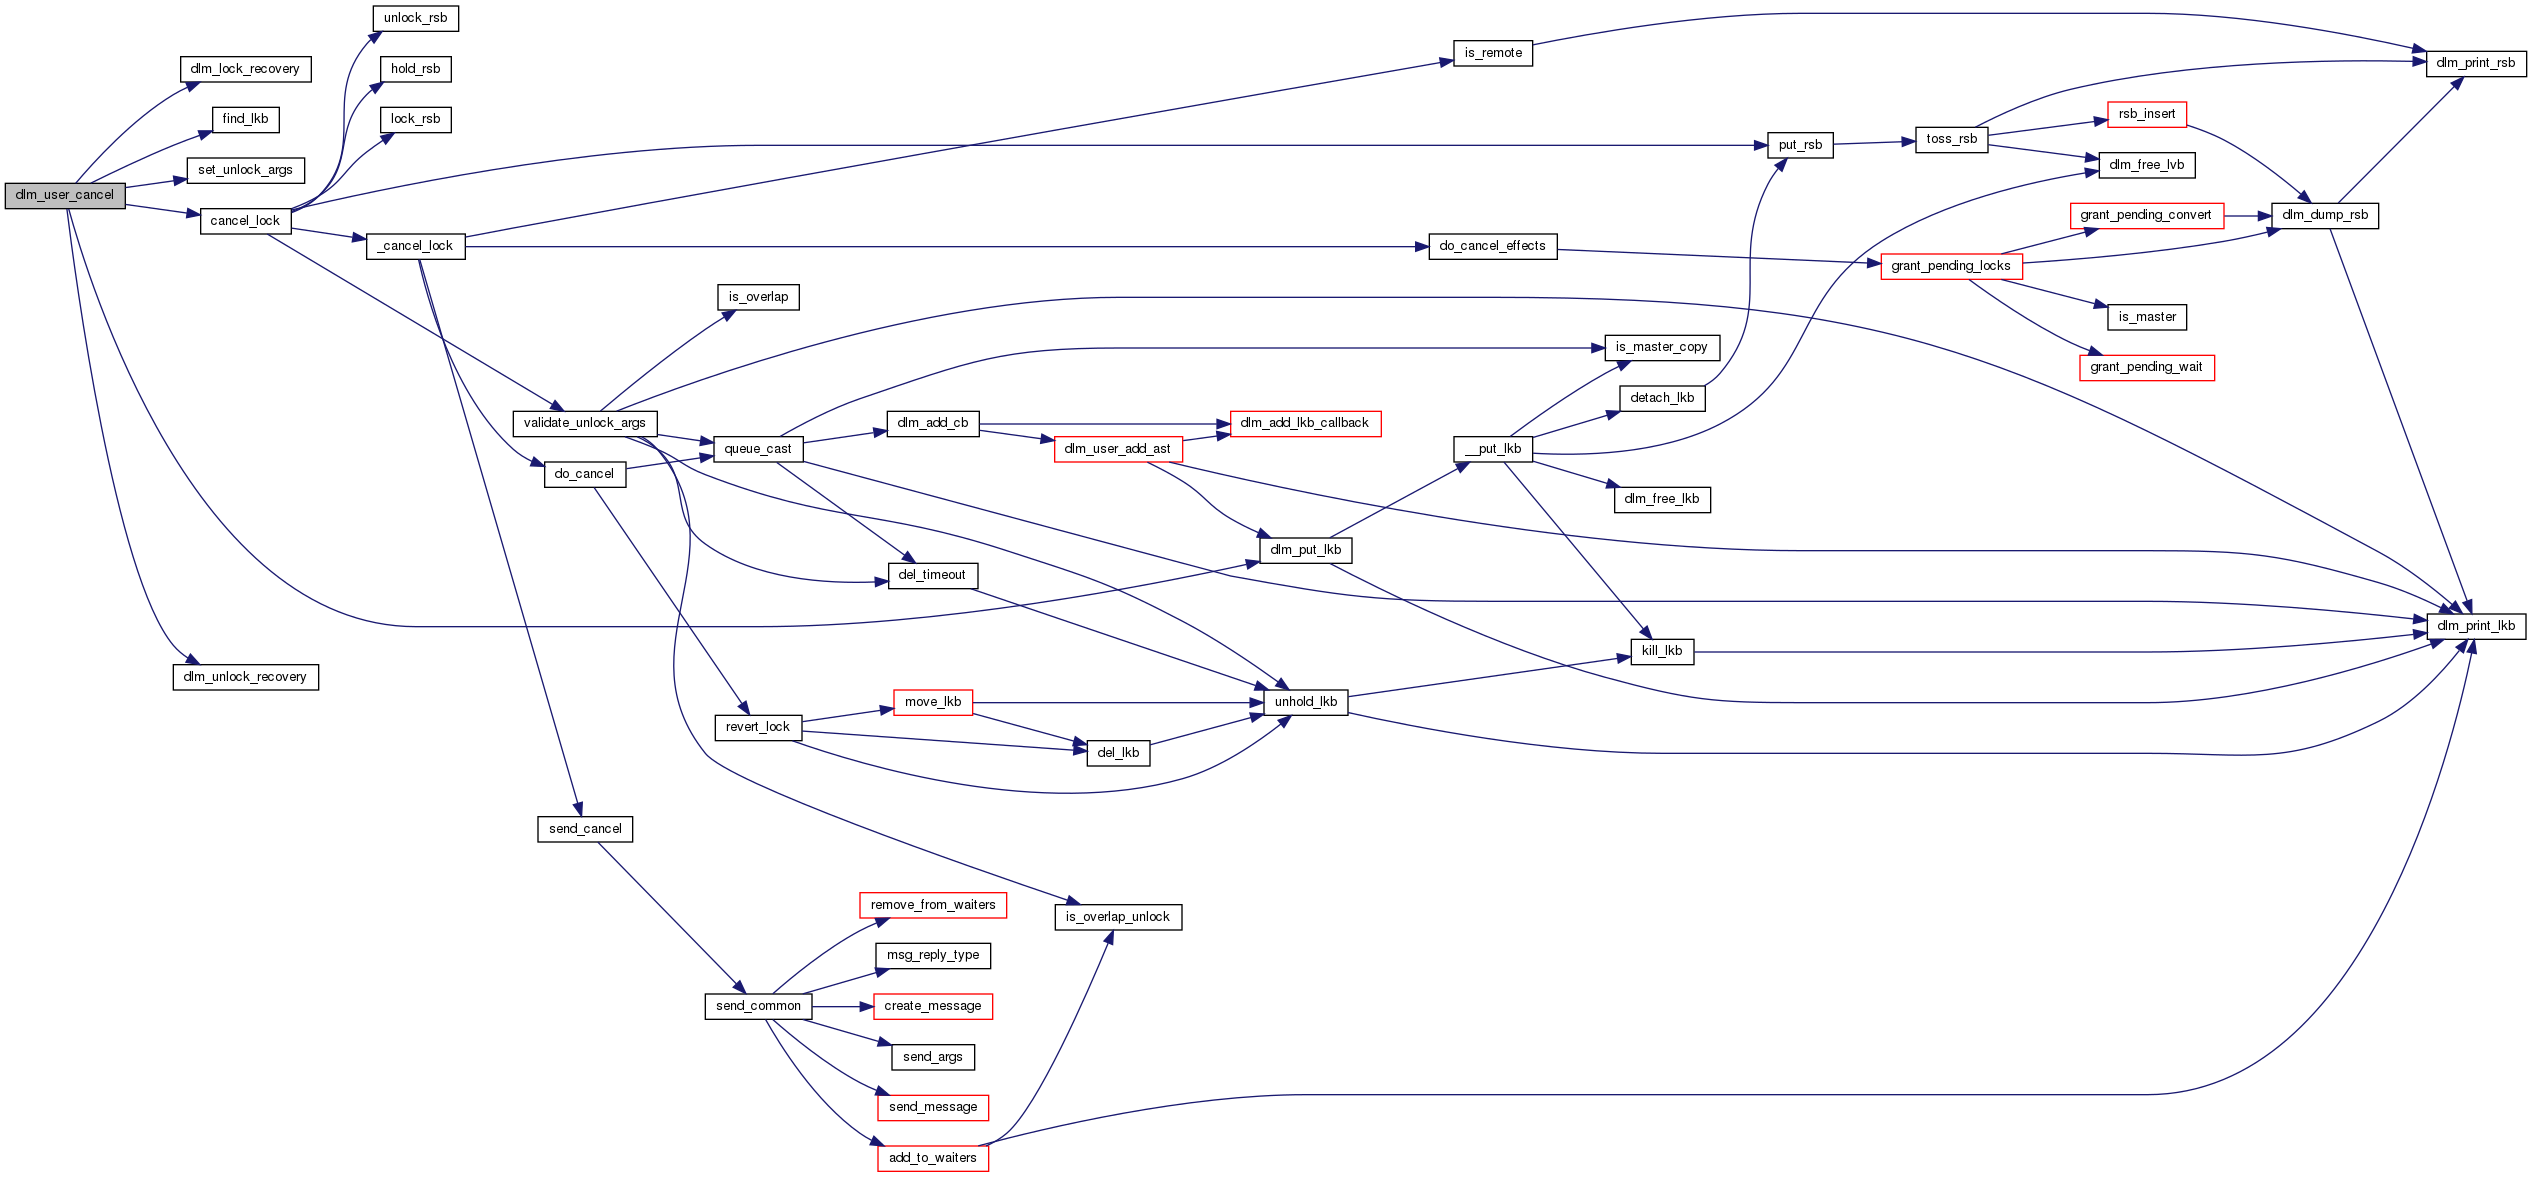 unlock_rsb
dlm_lock_recovery
hold_rsb
is_remote
dlm_print_rsb
find_lkb
lock_rsb
rsb_insert
set_unlock_args
put_rsb
toss_rsb
dlm_free_lvb
dlm_user_cancel
cancel_lock
grant_pending_convert
dlm_dump_rsb
_cancel_lock
do_cancel_effects
grant_pending_locks
is_overlap
is_master
is_master_copy
grant_pending_wait
detach_lkb
validate_unlock_args
dlm_add_cb
dlm_add_lkb_callback
queue_cast
dlm_user_add_ast
__put_lkb
do_cancel
dlm_free_lkb
dlm_put_lkb
del_timeout
dlm_print_lkb
kill_lkb
dlm_unlock_recovery
move_lkb
unhold_lkb
revert_lock
del_lkb
send_cancel
remove_from_waiters
is_overlap_unlock
msg_reply_type
send_common
create_message
send_args
send_message
add_to_waiters